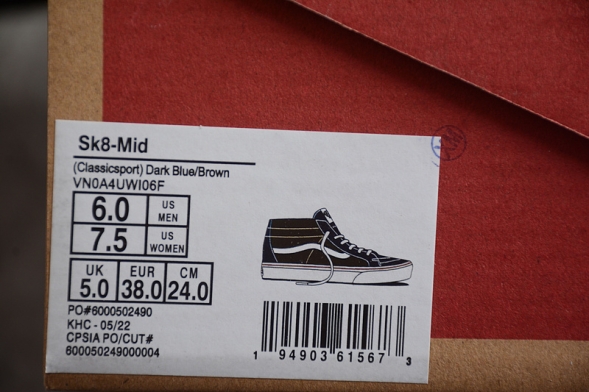 Sk8-Mid
(Classicsport) Dark Blue/Brown
VN0A4UWI06F
6.0 US MEN
7.5 US WOMEN
UK 5.0 EUR 38.0 CM 24.0
PO#6000502490
KHC - 05/22
CPSIA PO/CUT#
600050249000004
1 94903 61567 3